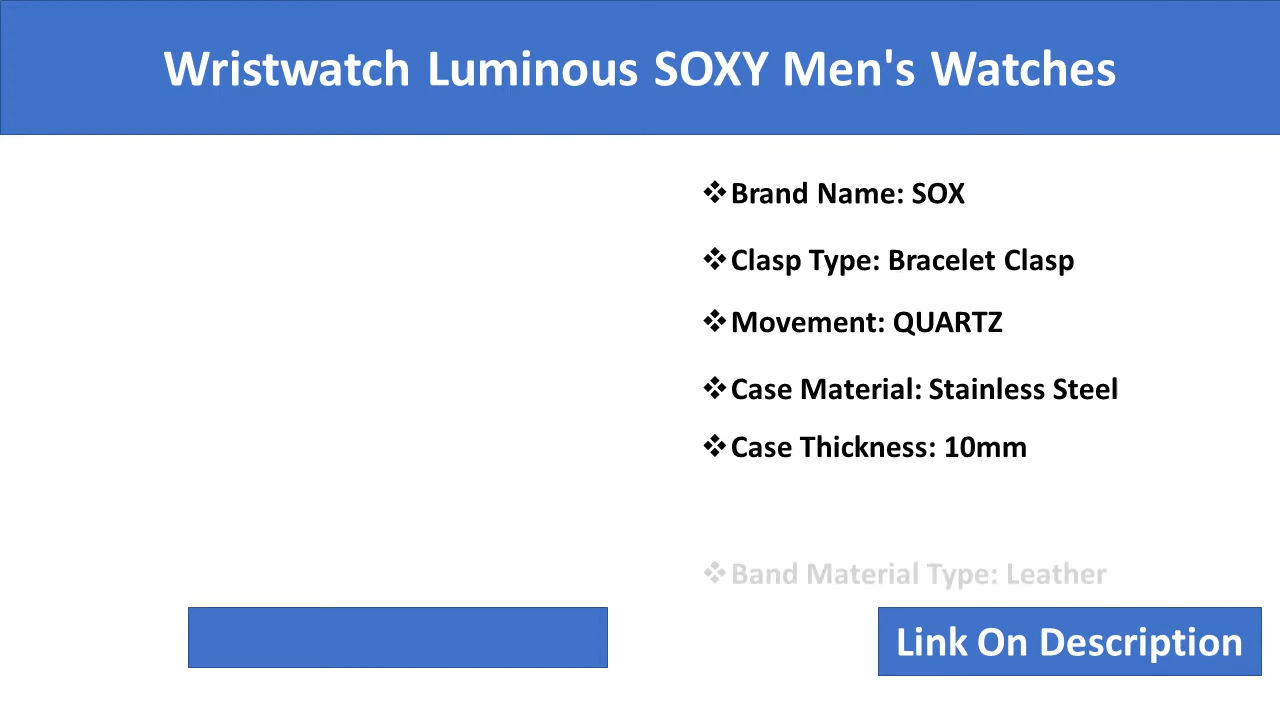 Wristwatch Luminous SOXY Men's Watches
❖Brand Name: SOX
❖Clasp Type: Bracelet Clasp
❖Movement: QUARTZ
❖Case Material: Stainless Steel
❖Case Thickness: 10mm
❖Band Material Type: Leather
Link On Description